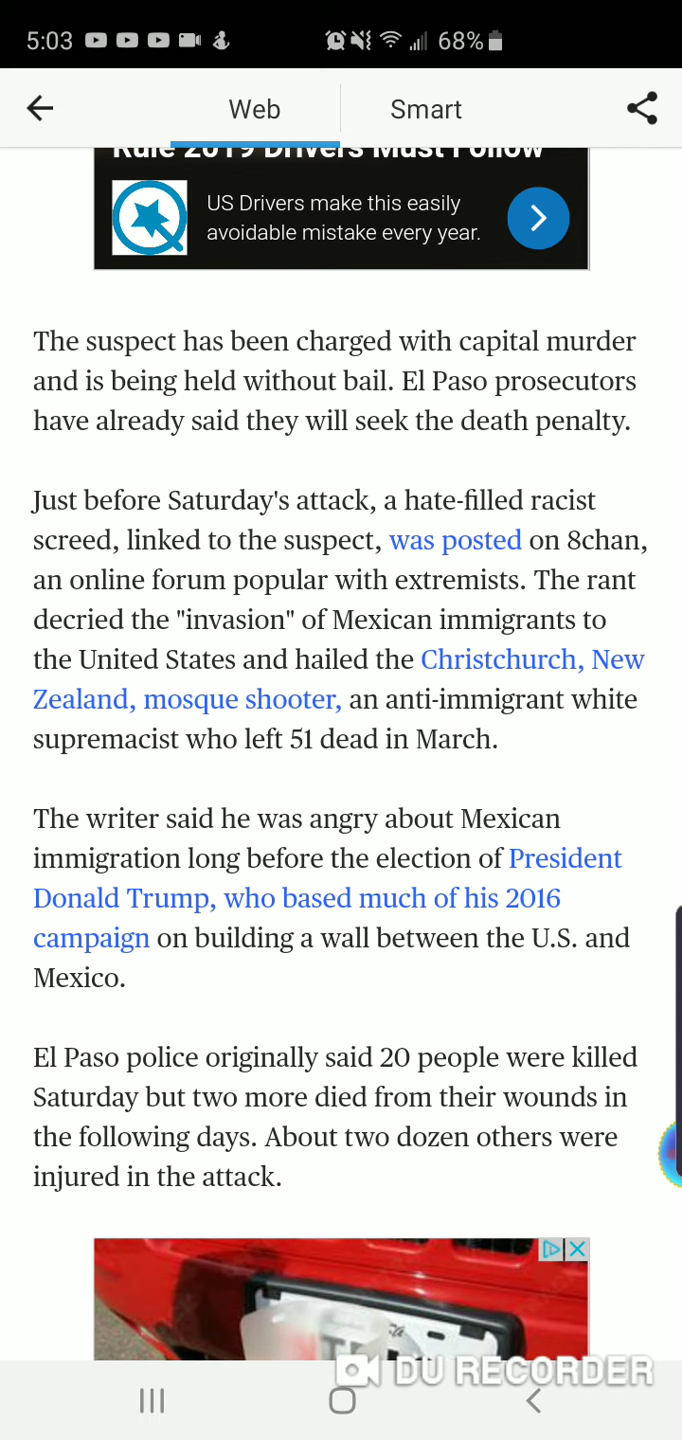 5:03 68%
Web Smart
Rule 2019 Drivers Must Follow
US Drivers make this easily
avoidable mistake every year.
The suspect has been charged with capital murder
and is being held without bail. El Paso prosecutors
have already said they will seek the death penalty.
Just before Saturday's attack, a hate-filled racist
screed, linked to the suspect, was posted on 8chan,
an online forum popular with extremists. The rant
decried the "invasion" of Mexican immigrants to
the United States and hailed the Christchurch, New
Zealand, mosque shooter, an anti-immigrant white
supremacist who left 51 dead in March.
The writer said he was angry about Mexican
immigration long before the election of President
Donald Trump, who based much of his 2016
campaign on building a wall between the U.S. and
Mexico.
El Paso police originally said 20 people were killed
Saturday but two more died from their wounds in
the following days. About two dozen others were
injured in the attack.
DU RECORDER